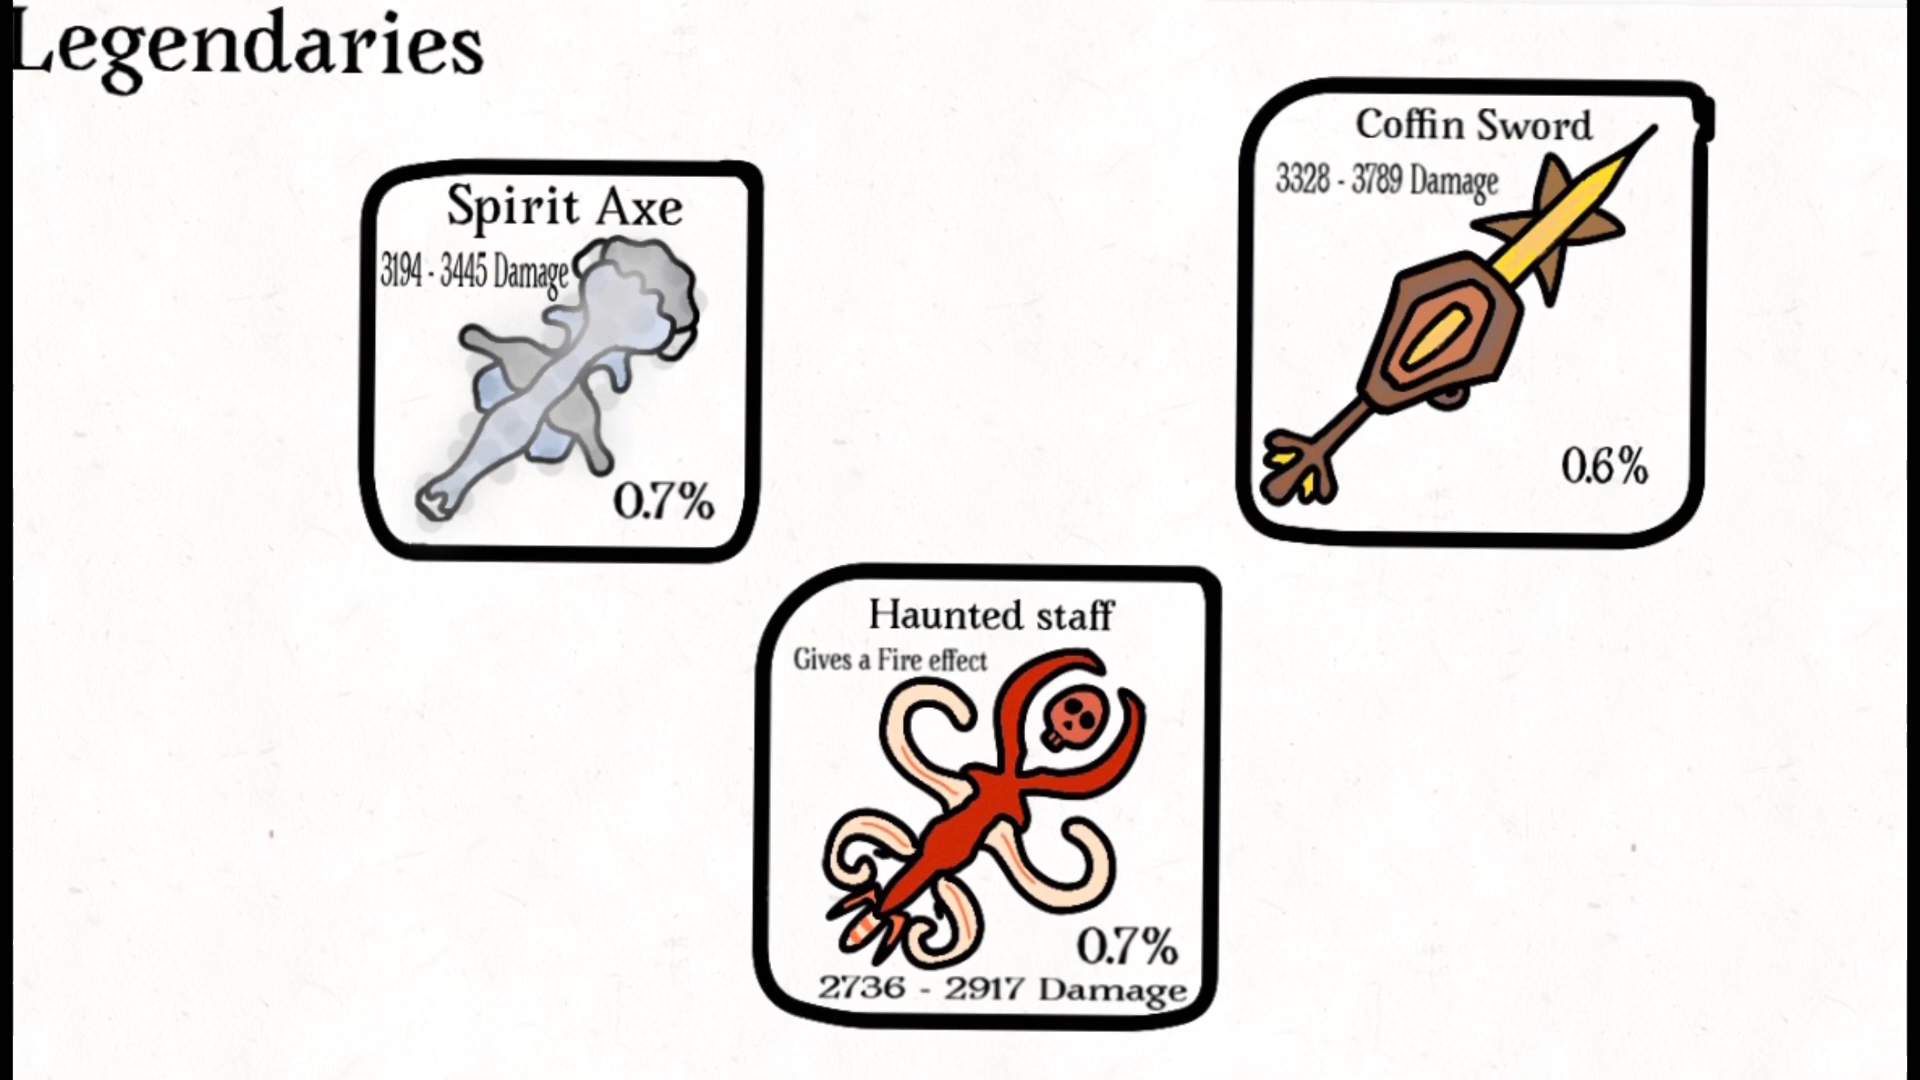 Legendaries
Spirit Axe
3194 - 3445 Damage
0.7%
Coffin Sword
3328 - 3789 Damage
0.6%
Haunted staff
Gives a Fire effect
0.7%
2736 - 2917 Damage